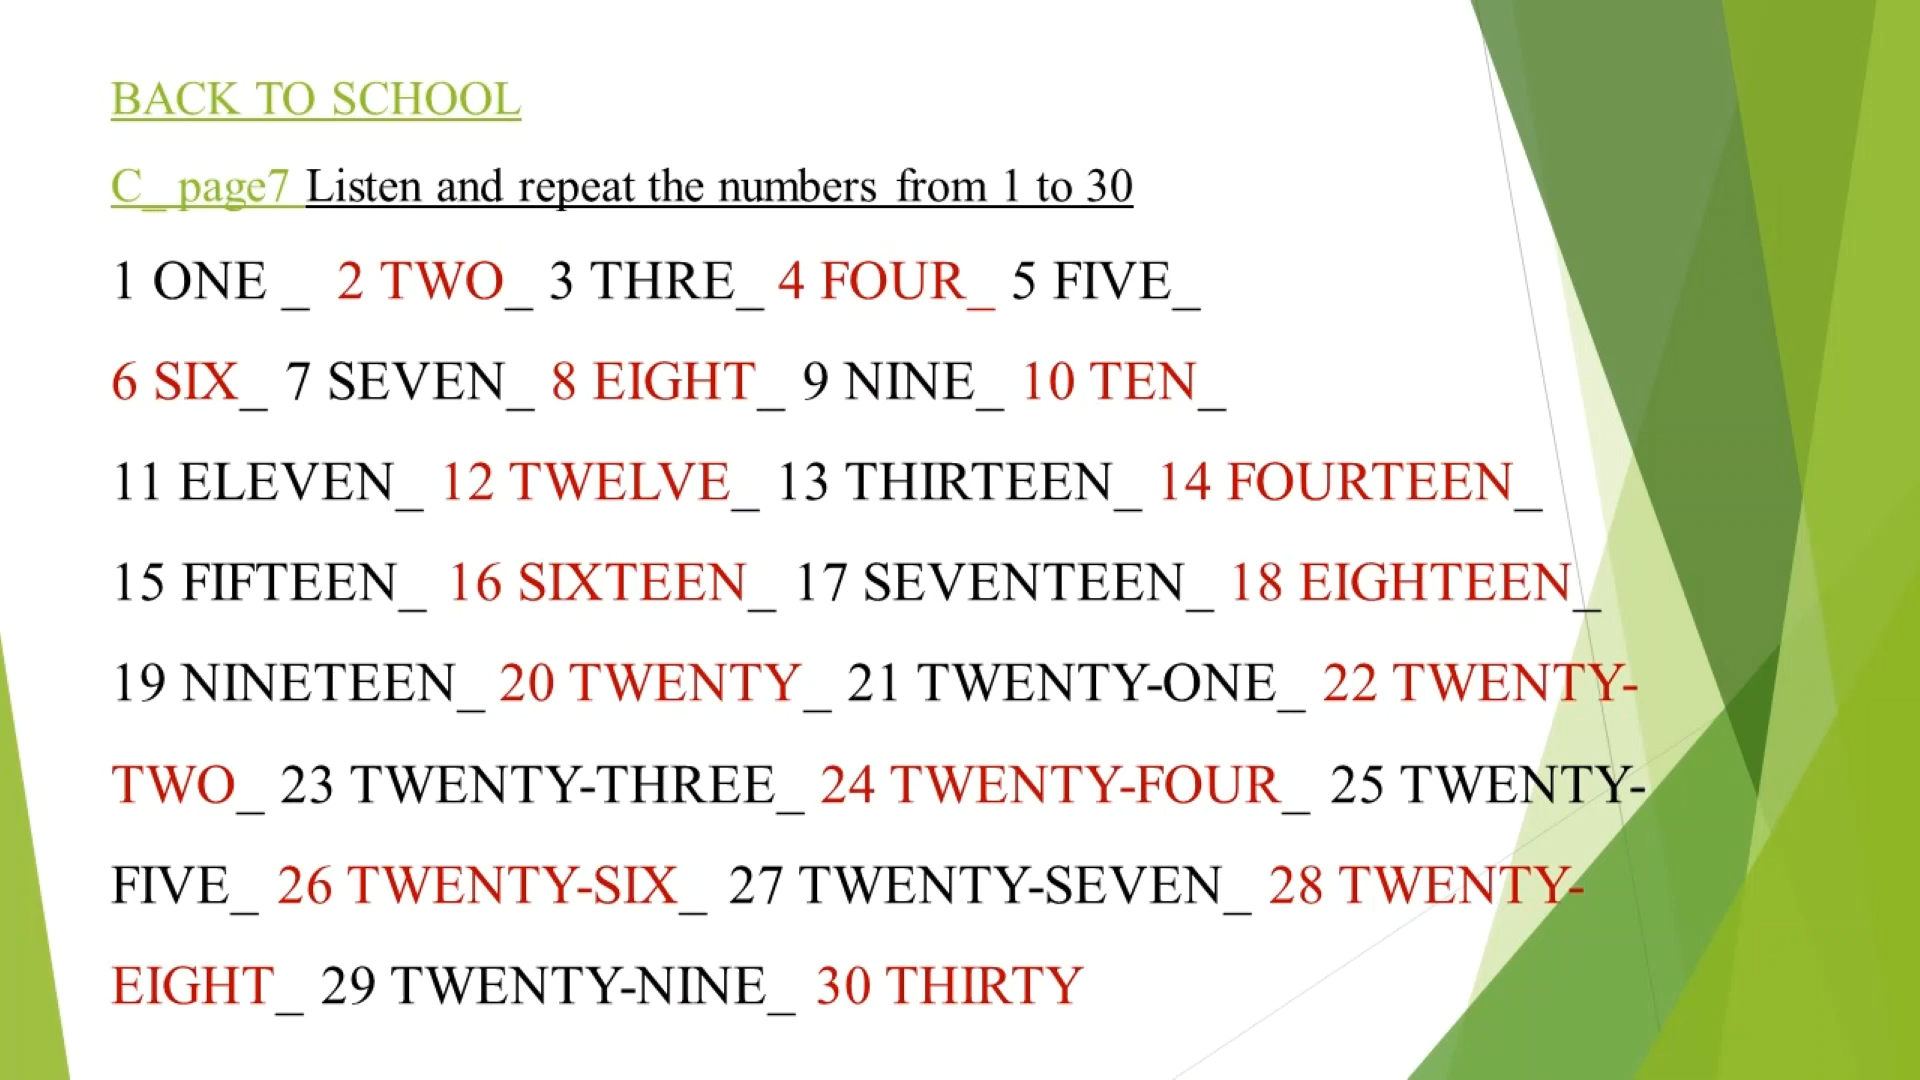 BACK TO SCHOOL
C_ page7 Listen and repeat the numbers from 1 to 30
1 ONE _ 2 TWO_ 3 THRE_ 4 FOUR_ 5 FIVE_
6 SIX_ 7 SEVEN_ 8 EIGHT_ 9 NINE_ 10 TEN_
11 ELEVEN_ 12 TWELVE_ 13 THIRTEEN_ 14 FOURTEEN_
15 FIFTEEN_ 16 SIXTEEN_ 17 SEVENTEEN_ 18 EIGHTEEN_
19 NINETEEN_ 20 TWENTY_ 21 TWENTY-ONE_ 22 TWENTY-
TWO_ 23 TWENTY-THREE_ 24 TWENTY-FOUR_ 25 TWENTY-
FIVE_ 26 TWENTY-SIX_ 27 TWENTY-SEVEN_ 28 TWENTY-
EIGHT_ 29 TWENTY-NINE_ 30 THIRTY